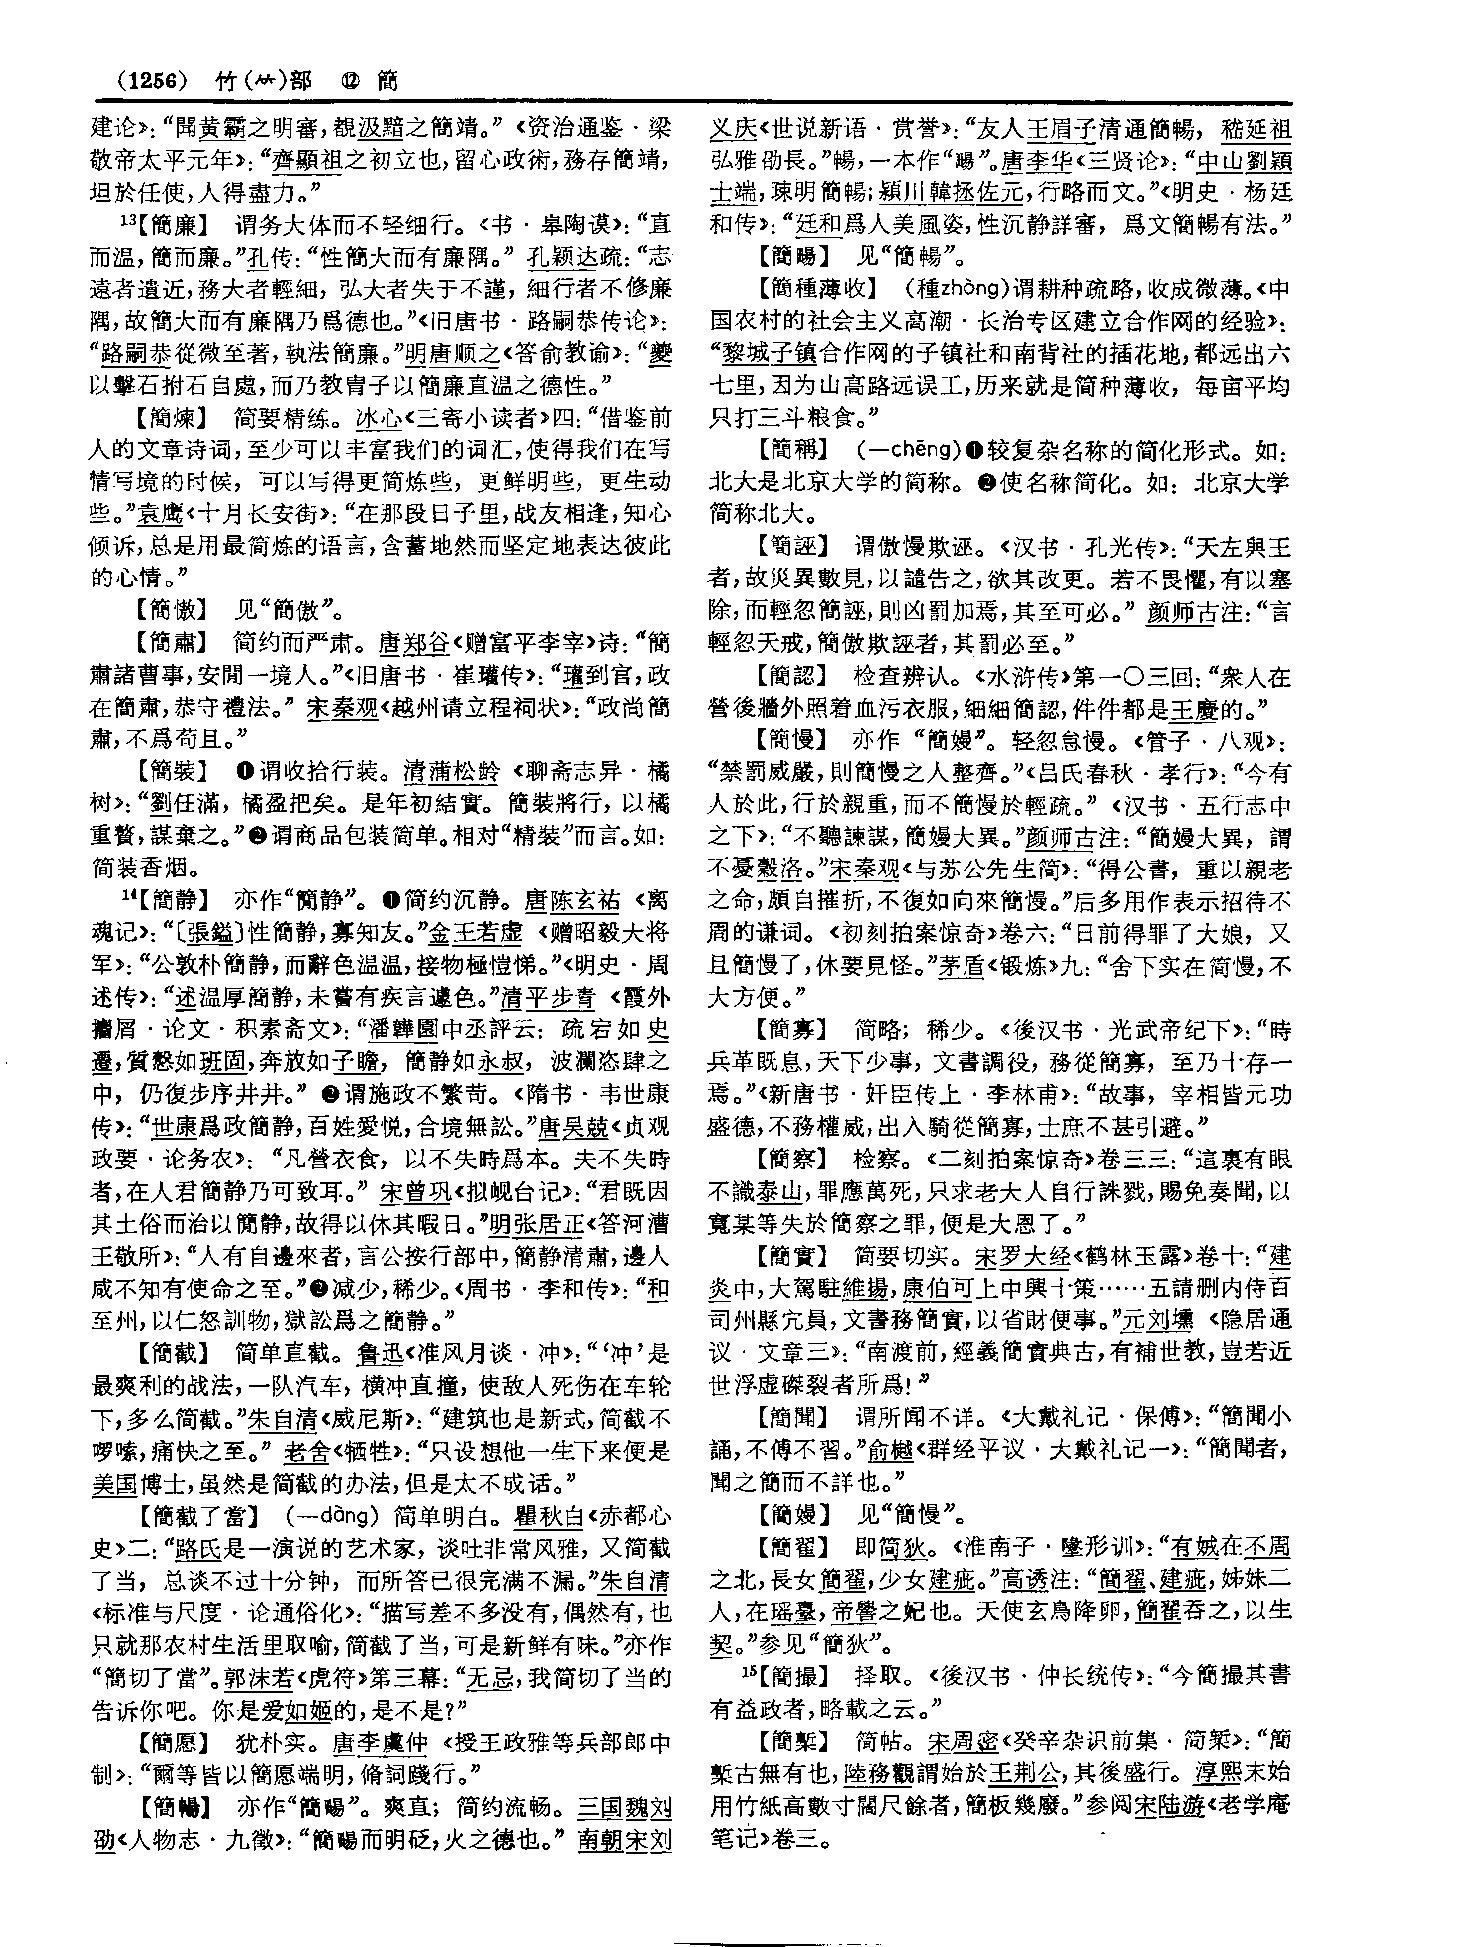 (1256) 竹(⺮)部 ⑫ 簡
建论》：“聞黄霸之明審，覩汲黯之簡靖。”《资治通鉴·梁
敬帝太平元年》：“齊顯祖之初立也，留心政術，務存簡靖，
坦於任使，人得盡力。”
13【簡廉】 谓务大体而不轻细行。《书·皋陶谟》：“直
而温，簡而廉。”孔传：“性簡大而有廉隅。” 孔颖达疏：“志
遠者遺近，務大者輕細，弘大者失于不謹，細行者不修廉
隅，故簡大而有廉隅乃爲德也。”《旧唐书·路嗣恭传论》：
“路嗣恭從微至著，執法簡廉。”明唐顺之《答俞教谕》：“夔
以擊石拊石自處，而乃教胄子以簡廉直温之德性。”
【簡煉】 简要精练。冰心《三寄小读者》四：“借鉴前
人的文章诗词，至少可以丰富我们的词汇，使得我们在写
情写境的时候，可以写得更简炼些，更鲜明些，更生动
些。”袁鹰《十月长安街》：“在那段日子里，战友相逢，知心
倾诉，总是用最简炼的语言，含蓄地然而坚定地表达彼此
的心情。”
【簡慠】 见“簡傲”。
【簡肅】 简约而严肃。唐郑谷《赠富平李宰》诗：“簡
肅諸曹事，安閒一境人。”《旧唐书·崔瓘传》：“瓘到官，政
在簡肅，恭守禮法。” 宋秦观《越州请立程祠状》：“政尚簡
肅，不爲苟且。”
【簡裝】 ❶谓收拾行装。清蒲松龄《聊斋志异·橘
树》：“劉任滿，橘盈把矣。是年初結實。簡裝將行，以橘
重贅，謀棄之。”❷谓商品包装简单。相对“精装”而言。如：
简装香烟。
14【簡静】 亦作“簡静”。❶简约沉静。唐陈玄祐《离
魂记》：“〔張鎰〕性簡静，寡知友。”金王若虚《赠昭毅大将
军》：“公敦朴簡静，而辭色温温，接物極愷悌。”《明史·周
述传》：“述温厚簡静，未嘗有疾言遽色。”清平步青《霞外
攟屑·论文·积素斋文》：“潘韡園中丞評云：疏宕如史
遷，質愨如班固，奔放如子瞻，簡静如永叔，波瀾恣肆之
中，仍復步序井井。” ❷谓施政不繁苛。《隋书·韦世康
传》：“世康爲政簡静，百姓愛悦，合境無訟。”唐吴兢《贞观
政要·论务农》：“凡營衣食，以不失時爲本。夫不失時
者，在人君簡静乃可致耳。” 宋曾巩《拟岘台记》：“君既因
其土俗而治以簡静，故得以休其暇日。”明张居正《答河漕
王敬所》：“人有自邊來者，言公按行部中，簡静清肅，邊人
咸不知有使命之至。”❸减少，稀少。《周书·李和传》：“和
至州，以仁恕訓物，獄訟爲之簡静。”
【簡截】 简单直截。鲁迅《准风月谈·冲》：“‘冲’是
最爽利的战法，一队汽车，横冲直撞，使敌人死伤在车轮
下，多么简截。”朱自清《威尼斯》：“建筑也是新式，简截不
啰嗦，痛快之至。” 老舍《牺牲》：“只设想他一生下来便是
美国博士，虽然是简截的办法，但是太不成话。”
【簡截了當】 (—dàng) 简单明白。瞿秋白《赤都心
史》二：“路氏是一演说的艺术家，谈吐非常风雅，又简截
了当，总谈不过十分钟，而所答已很完满不漏。”朱自清
《标准与尺度·论通俗化》：“描写差不多没有，偶然有，也
只就那农村生活里取喻，简截了当，可是新鲜有味。”亦作
“簡切了當”。郭沫若《虎符》第三幕：“无忌，我简切了当的
告诉你吧。你是爱如姬的，是不是？”
【簡愿】 犹朴实。唐李虞仲《授王政雅等兵部郎中
制》：“爾等皆以簡愿端明，脩詞踐行。”
【簡暢】 亦作“簡畼”。爽直；简约流畅。三国魏刘
劭《人物志·九徵》：“簡畼而明砭，火之德也。” 南朝宋刘
义庆《世说新语·赏誉》：“友人王眉子清通簡暢，嵇延祖
弘雅劭長。”暢，一本作“畼”。唐李华《三贤论》：“中山劉穎
士端，疎明簡暢；潁川韓拯佐元，行略而文。”《明史·杨廷
和传》：“廷和爲人美風姿，性沉静詳審，爲文簡暢有法。”
【簡畼】 见“簡暢”。
【簡種薄收】 (種zhòng)谓耕种疏略，收成微薄。《中
国农村的社会主义高潮·长治专区建立合作网的经验》：
“黎城子镇合作网的子镇社和南背社的插花地，都远出六
七里，因为山高路远误工，历来就是简种薄收，每亩平均
只打三斗粮食。”
【簡稱】 (—chēng)❶较复杂名称的简化形式。如：
北大是北京大学的简称。❷使名称简化。如：北京大学
简称北大。
【簡誣】 谓傲慢欺诬。《汉书·孔光传》：“天左與王
者，故災異數見，以譴告之，欲其改更。若不畏懼，有以塞
除，而輕忽簡誣，則凶罰加焉，其至可必。” 颜师古注：“言
輕忽天戒，簡傲欺誣者，其罰必至。”
【簡認】 检查辨认。《水浒传》第一〇三回：“衆人在
營後牆外照着血污衣服，細細簡認，件件都是王慶的。”
【簡慢】 亦作 “簡嫚”。轻忽怠慢。《管子·八观》：
“禁罰威嚴，則簡慢之人整齊。”《吕氏春秋·孝行》：“今有
人於此，行於親重，而不簡慢於輕疏。” 《汉书·五行志中
之下》：“不聽諫謀，簡嫚大異。”颜师古注：“簡嫚大異，謂
不憂穀洛。”宋秦观《与苏公先生简》：“得公書，重以親老
之命，頗自摧折，不復如向來簡慢。”后多用作表示招待不
周的谦词。《初刻拍案惊奇》卷六：“日前得罪了大娘，又
且簡慢了，休要見怪。”茅盾《锻炼》九：“舍下实在简慢，不
大方便。”
【簡寡】 简略；稀少。《後汉书·光武帝纪下》：“時
兵革既息，天下少事，文書調役，務從簡寡，至乃十存一
焉。”《新唐书·奸臣传上·李林甫》：“故事，宰相皆元功
盛德，不務權威，出入騎從簡寡，士庶不甚引避。”
【簡察】 检察。《二刻拍案惊奇》卷三三：“這裏有眼
不識泰山，罪應萬死，只求老大人自行誅戮，賜免奏聞，以
寬某等失於簡察之罪，便是大恩了。”
【簡實】 简要切实。宋罗大经《鹤林玉露》卷十：“建
炎中，大駕駐維揚，康伯可上中興十策……五請删内侍百
司州縣冗員，文書務簡實，以省財便事。”元刘壎《隐居通
议·文章三》：“南渡前，經義簡實典古，有補世教，豈若近
世浮虚磔裂者所爲！”
【簡聞】 谓所闻不详。《大戴礼记·保傅》：“簡聞小
誦，不傅不習。”俞樾《群经平议·大戴礼记一》：“簡聞者，
聞之簡而不詳也。”
【簡嫚】 见“簡慢”。
【簡翟】 即简狄。《淮南子·墬形训》：“有娀在不周
之北，長女簡翟，少女建疵。”高诱注：“簡翟、建疵，姊妹二
人，在瑶臺，帝嚳之妃也。天使玄鳥降卵，簡翟吞之，以生
契。”参见“簡狄”。
15【簡撮】 择取。《後汉书·仲长统传》：“今簡撮其書
有益政者，略載之云。”
【簡槧】 简帖。宋周密《癸辛杂识前集·简椠》：“簡
槧古無有也，陸務觀謂始於王荆公，其後盛行。淳熙末始
用竹紙高數寸闊尺餘者，簡板幾廢。”参阅宋陆游《老学庵
笔记》卷三。